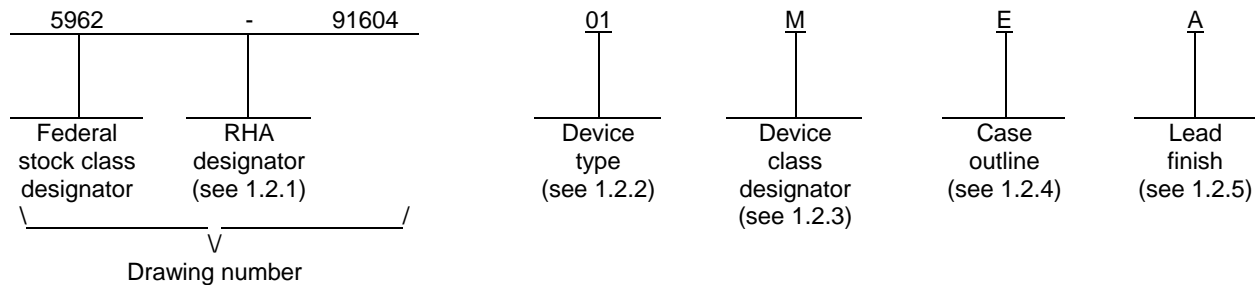 5962 - 91604 01 M E A
Federal stock class designator
RHA designator (see 1.2.1)
Device type (see 1.2.2)
Device class designator (see 1.2.3)
Case outline (see 1.2.4)
Lead finish (see 1.2.5)
Drawing number